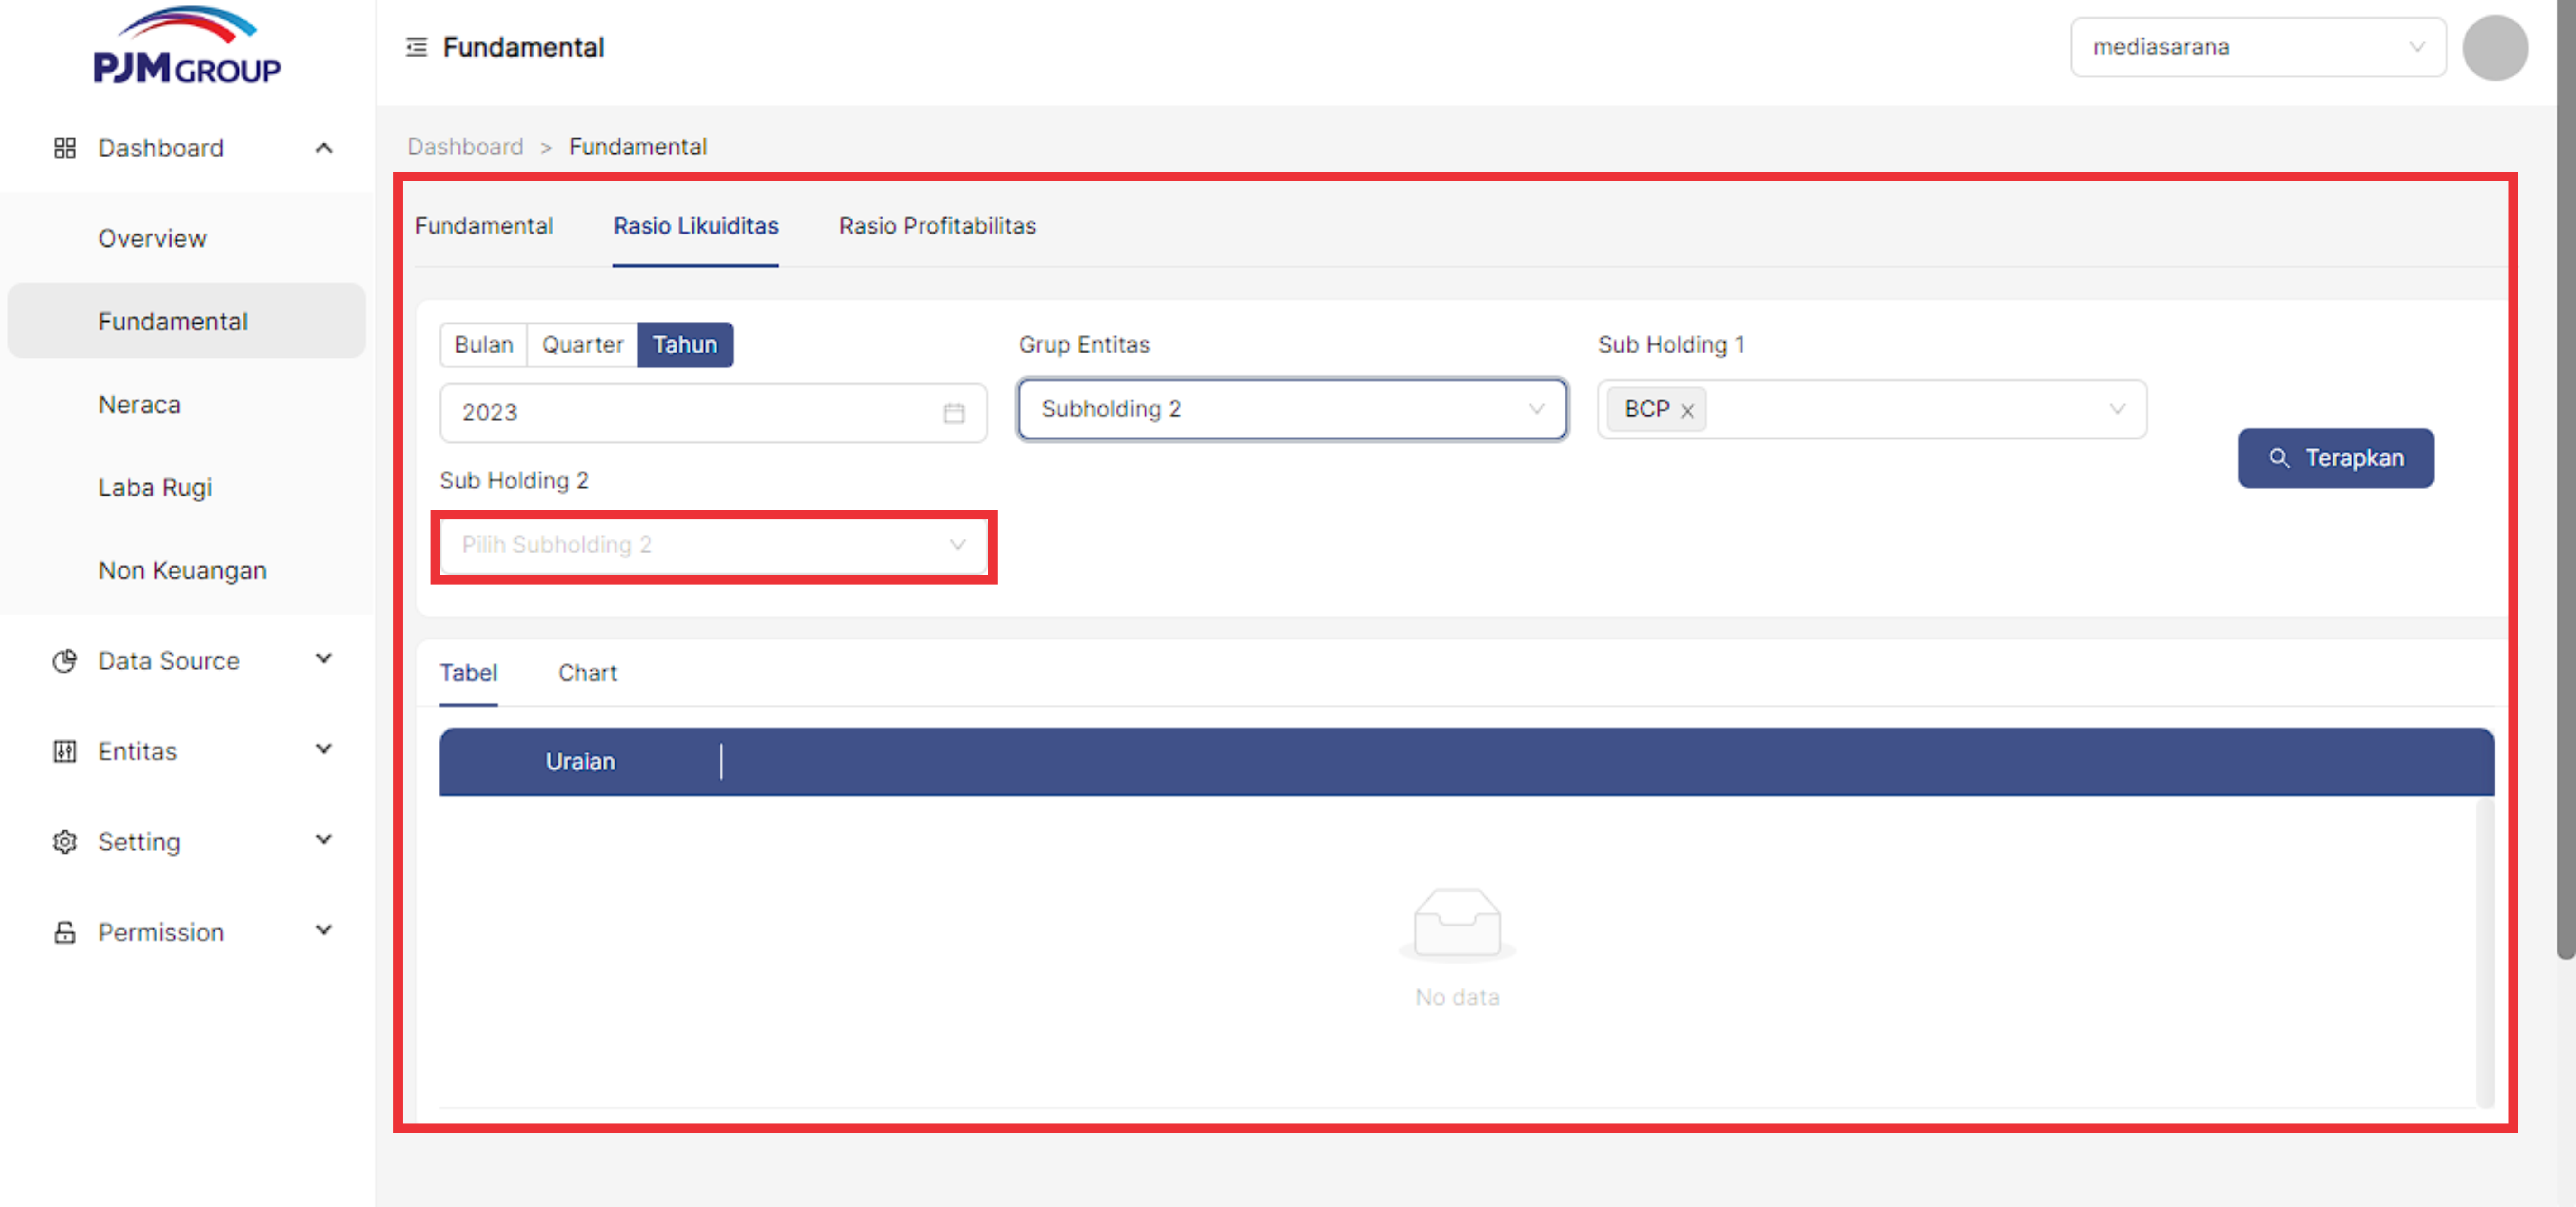 PJM GROUP
Fundamental
mediasarana
Dashboard
Overview
Fundamental
Neraca
Laba Rugi
Non Keuangan
Data Source
Entitas
Setting
Permission
Dashboard > Fundamental
Fundamental Rasio Likuiditas Rasio Profitabilitas
Bulan Quarter Tahun
2023
Grup Entitas
Subholding 2
Sub Holding 1
BCP
Terapkan
Sub Holding 2
Pilih Subholding 2
Tabel Chart
Uraian
No data